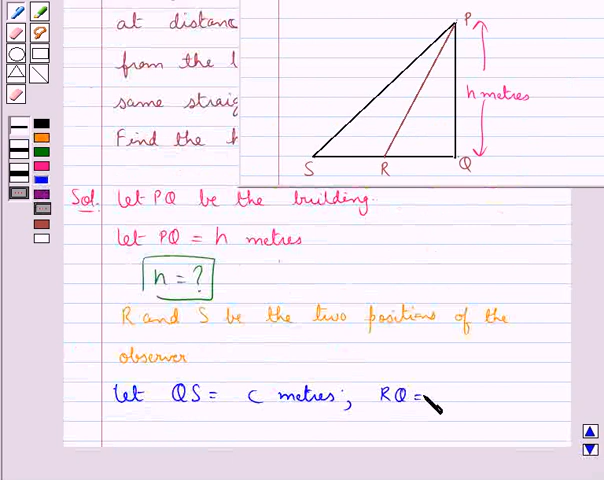 at distanc
from the l
same straig
Find the h
P
h metres
S
R
Q
Sol. Let PQ be the building.
Let PQ = h metres
h = ?
R and S be the two positions of the
observer
Let QS = c metres; RQ =